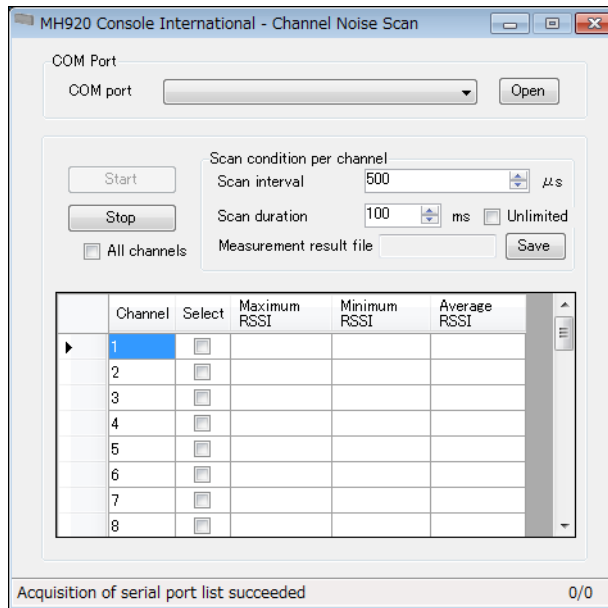 MH920 Console International - Channel Noise Scan
COM Port
COM port Open
Scan condition per channel
Start Scan interval 500 μs
Stop Scan duration 100 ms Unlimited
All channels Measurement result file Save
Channel Select Maximum RSSI Minimum RSSI Average RSSI
1
2
3
4
5
6
7
8
Acquisition of serial port list succeeded 0/0